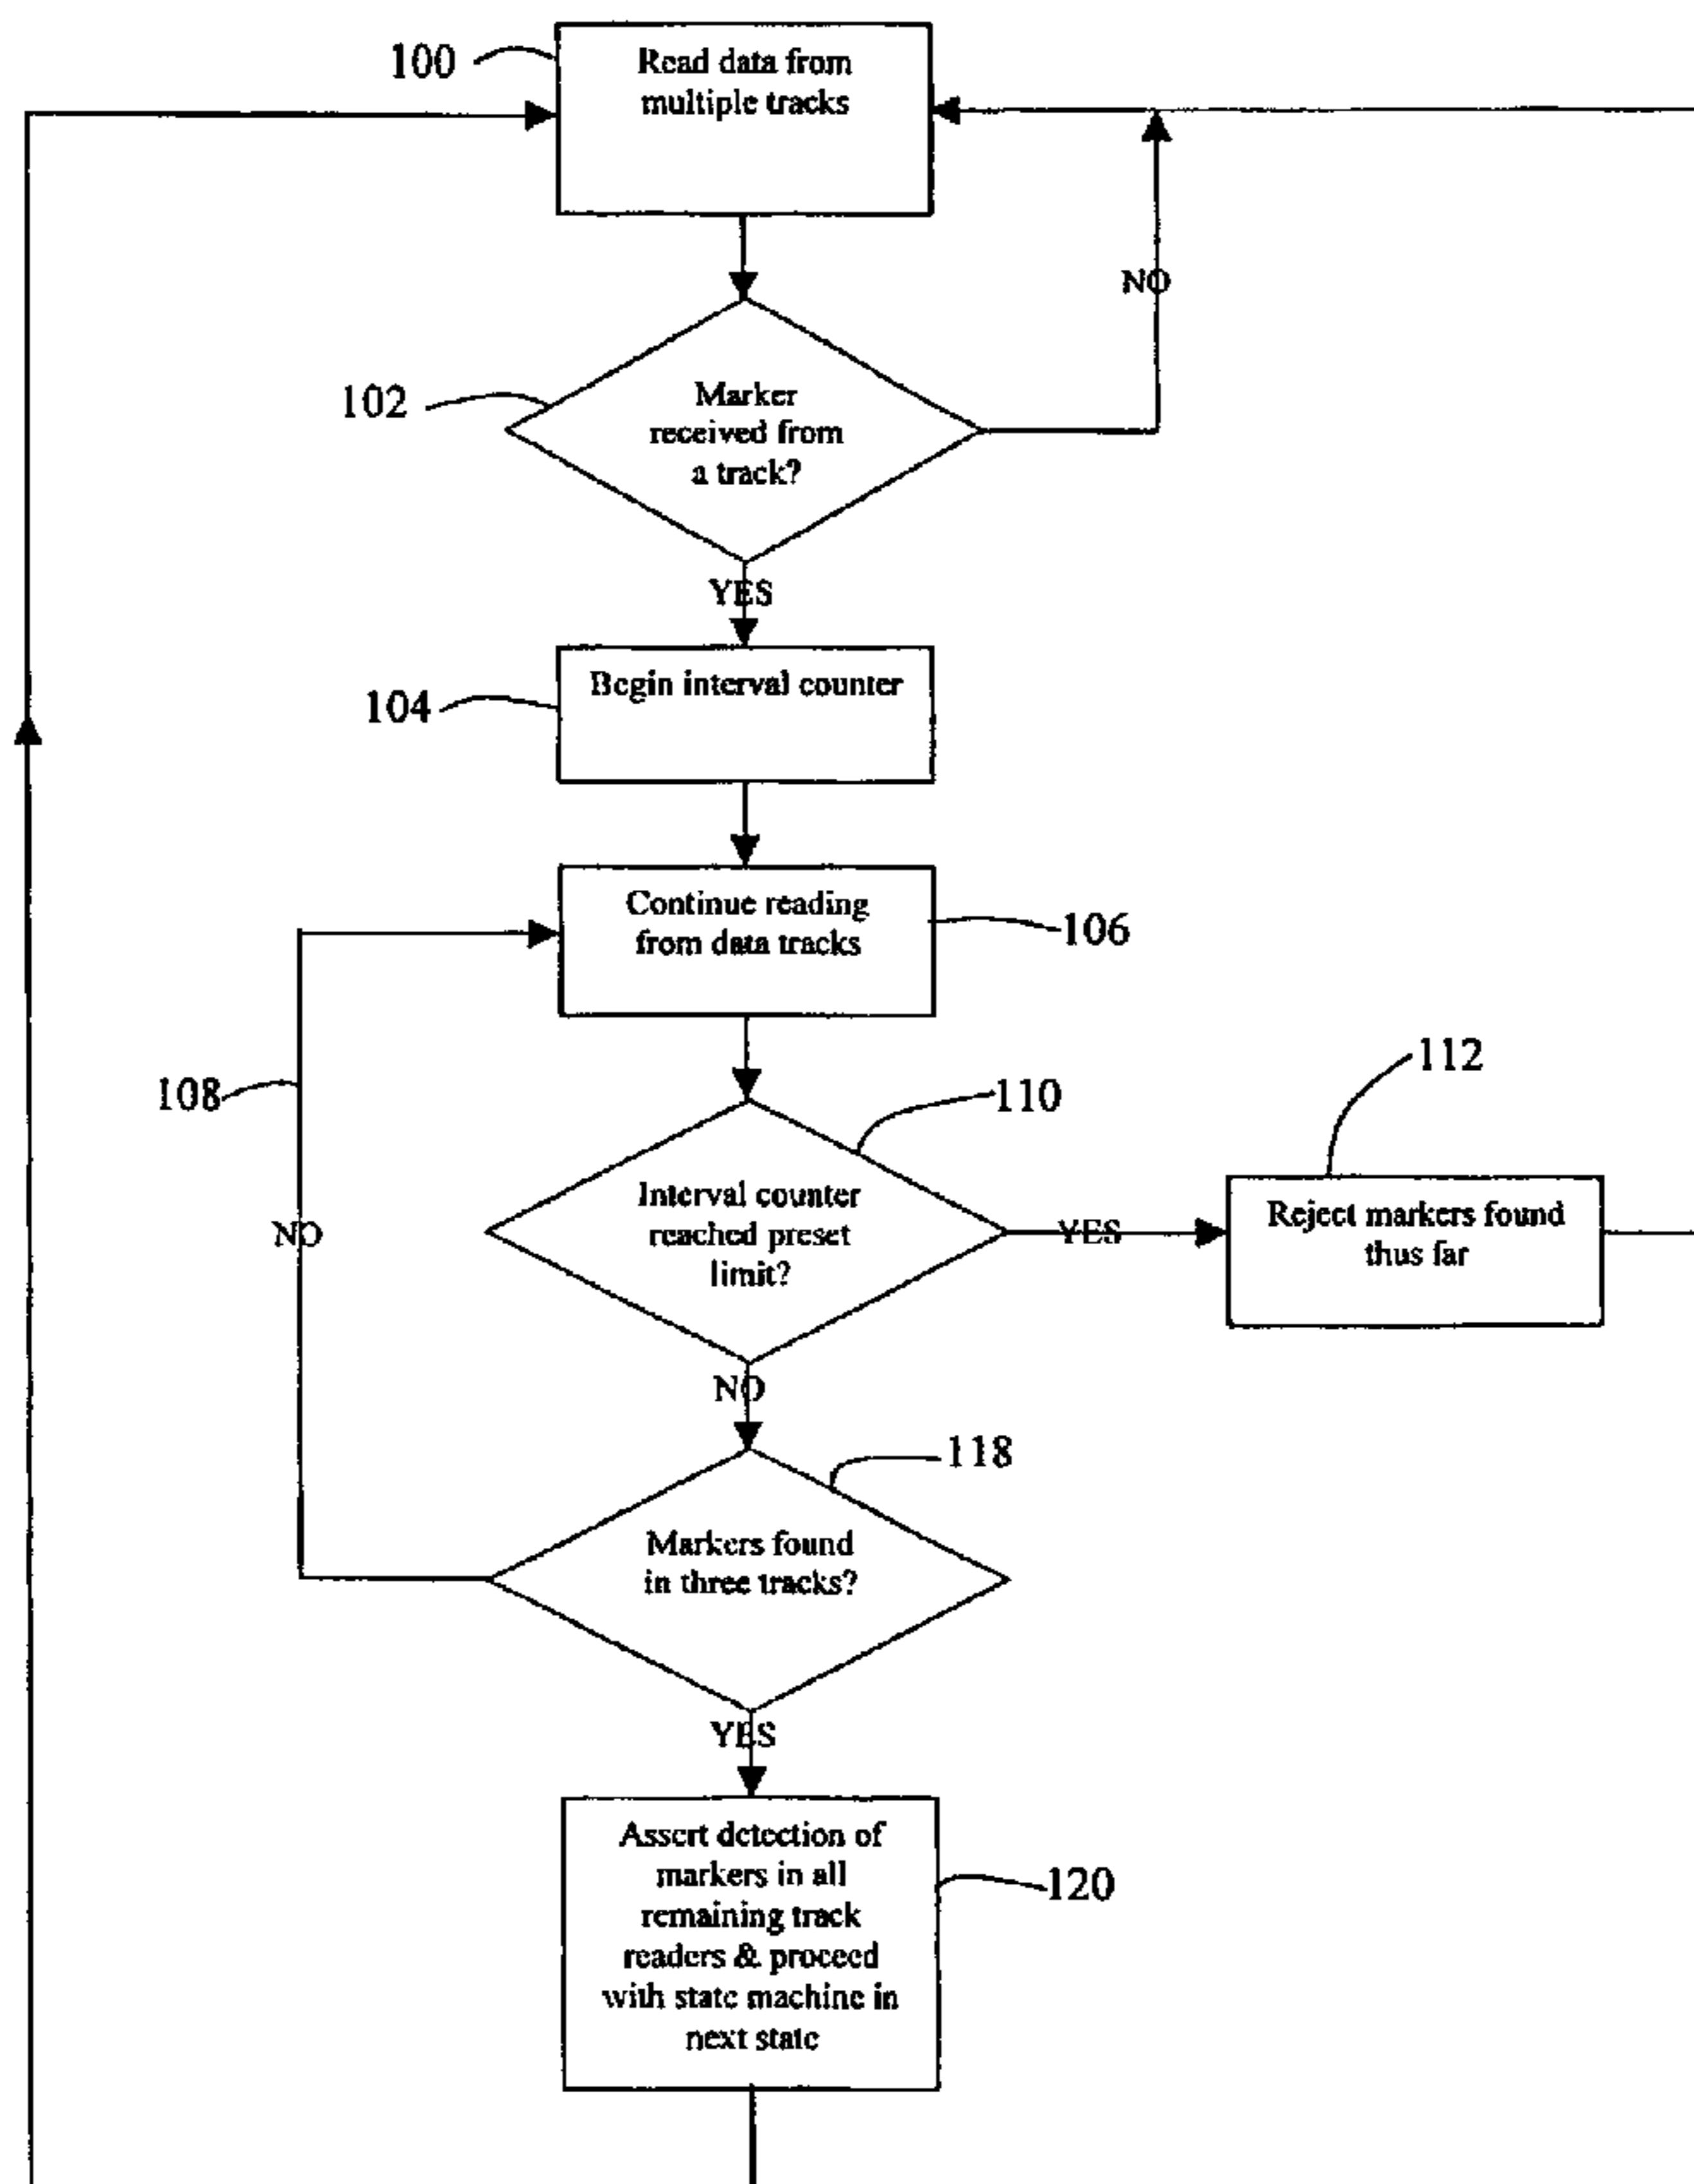 100
Read data from
multiple tracks
NO
102
Marker
received from
a track?
YES
104
Begin interval counter
Continue reading
from data tracks
106
108
110
112
NO
Interval counter
reached preset
limit?
YES
Reject markers found
thus far
NO
118
Markers found
in three tracks?
YES
Assert detection of
markers in all
remaining track
readers & proceed
with state machine in
next state
120